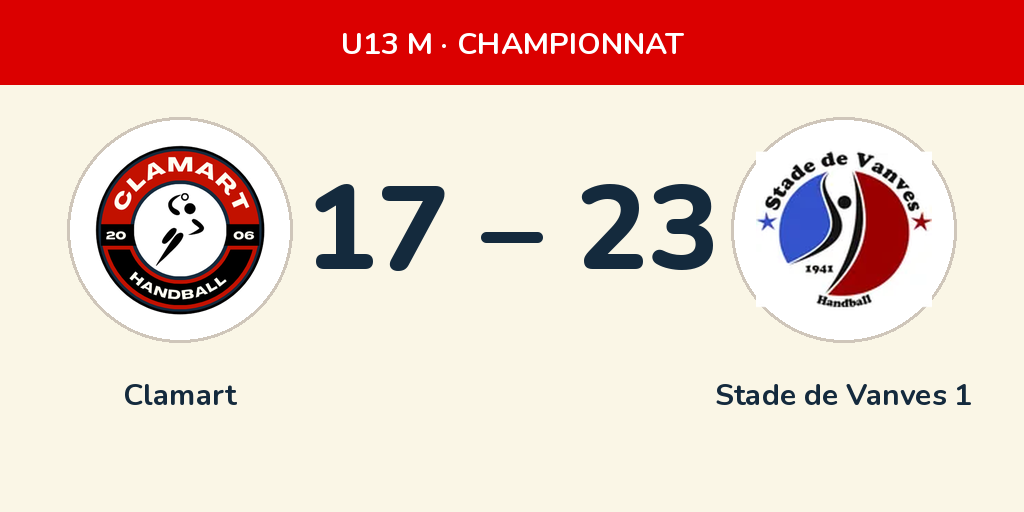 U13 M · CHAMPIONNAT
CLAMART
20 06
HANDBALL
17 – 23
Stade de Vanves
1941
Handball
Clamart
Stade de Vanves 1